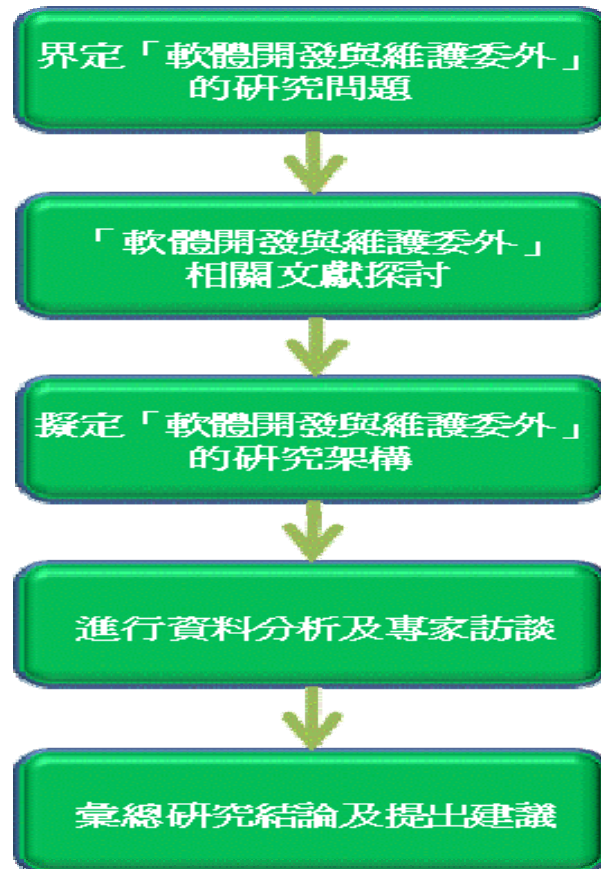 界定「軟體開發與維護委外」
的研究問題
「軟體開發與維護委外」
相關文獻探討
擬定「軟體開發與維護委外」
的研究架構
進行資料分析及專家訪談
彙總研究結論及提出建議